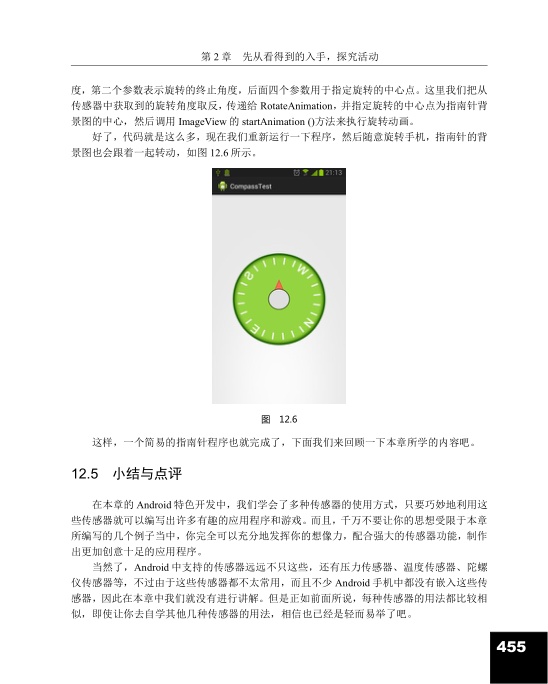 第 2 章　先从看得到的入手，探究活动
度，第二个参数表示旋转的终止角度，后面四个参数用于指定旋转的中心点。这里我们把从
传感器中获取到的旋转角度取反，传递给 RotateAnimation，并指定旋转的中心点为指南针背
景图的中心，然后调用 ImageView 的 startAnimation ()方法来执行旋转动画。
好了，代码就是这么多，现在我们重新运行一下程序，然后随意旋转手机，指南针的背
景图也会跟着一起转动，如图 12.6 所示。
21:13
CompassTest
S W
E N
图　12.6
这样，一个简易的指南针程序也就完成了，下面我们来回顾一下本章所学的内容吧。
12.5　小结与点评
在本章的 Android 特色开发中，我们学会了多种传感器的使用方式，只要巧妙地利用这
些传感器就可以编写出许多有趣的应用程序和游戏。而且，千万不要让你的思想受限于本章
所编写的几个例子当中，你完全可以充分地发挥你的想像力，配合强大的传感器功能，制作
出更加创意十足的应用程序。
当然了，Android 中支持的传感器远远不只这些，还有压力传感器、温度传感器、陀螺
仪传感器等，不过由于这些传感器都不太常用，而且不少 Android 手机中都没有嵌入这些传
感器，因此在本章中我们就没有进行讲解。但是正如前面所说，每种传感器的用法都比较相
似，即使让你去自学其他几种传感器的用法，相信也已经是轻而易举了吧。
455